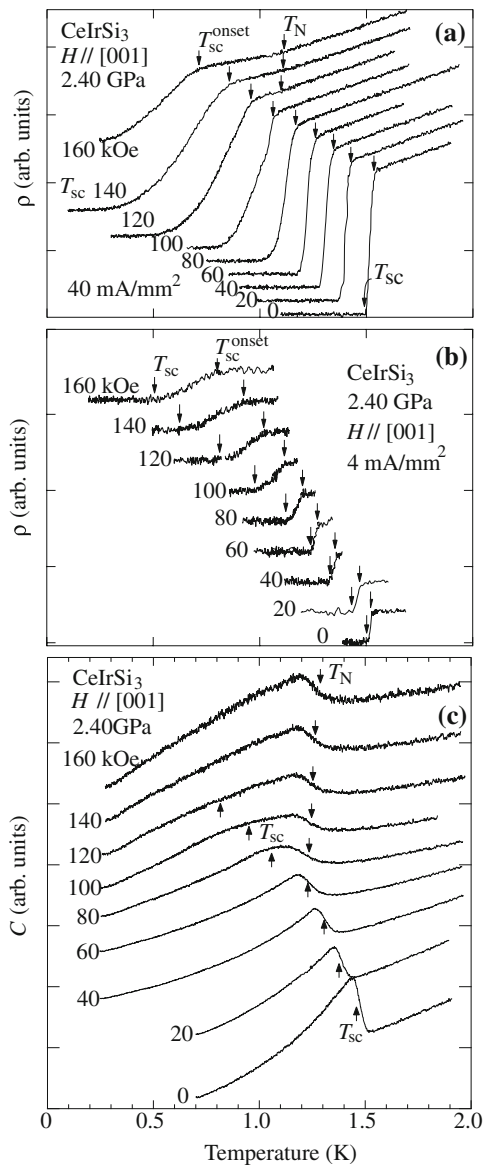 CeIrSi₃
H // [001]
2.40 GPa
T_sc^onset
T_N
(a)
ρ (arb. units)
160 kOe
T_sc 140
120
100
80
60
40
20
0
T_sc
40 mA/mm²
(b)
CeIrSi₃
2.40 GPa
H // [001]
4 mA/mm²
T_sc
T_sc^onset
ρ (arb. units)
160 kOe
140
120
100
80
60
40
20
0
CeIrSi₃
H // [001]
2.40GPa
T_N
(c)
C (arb. units)
160 kOe
140
120
100
T_sc
80
60
40
20
T_sc
0
0 0.5 1.0 1.5 2.0
Temperature (K)